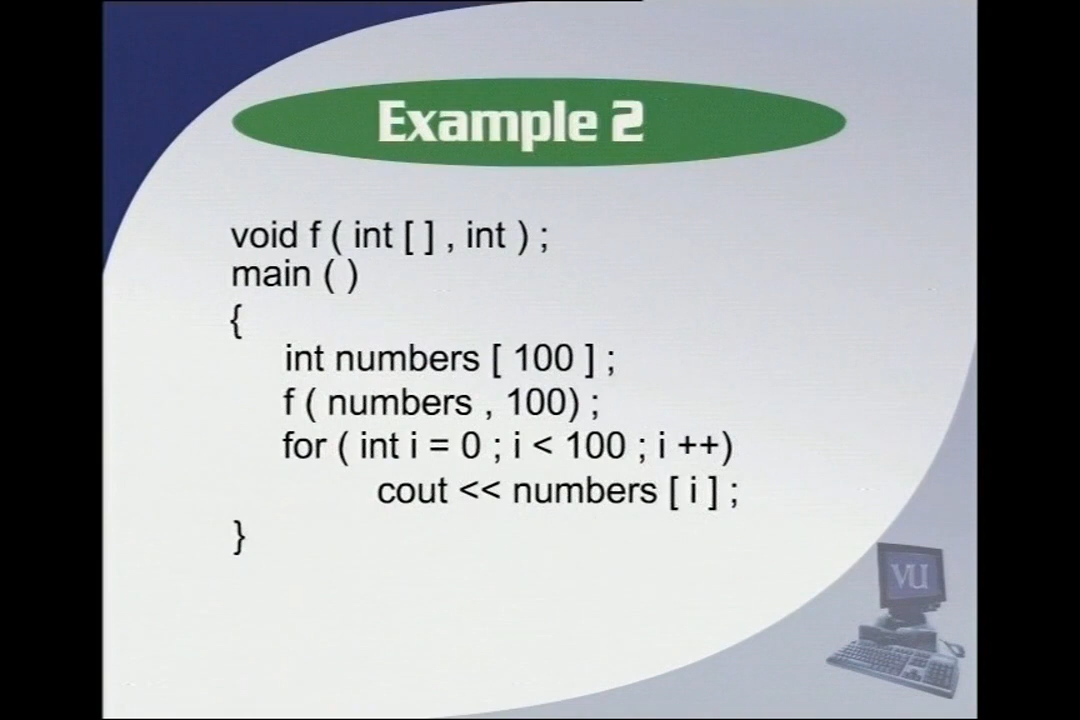 Example 2
void f ( int [ ] , int ) ;
main ( )
{
int numbers [ 100 ] ;
f ( numbers , 100) ;
for ( int i = 0 ; i < 100 ; i ++)
cout << numbers [ i ] ;
}
VU